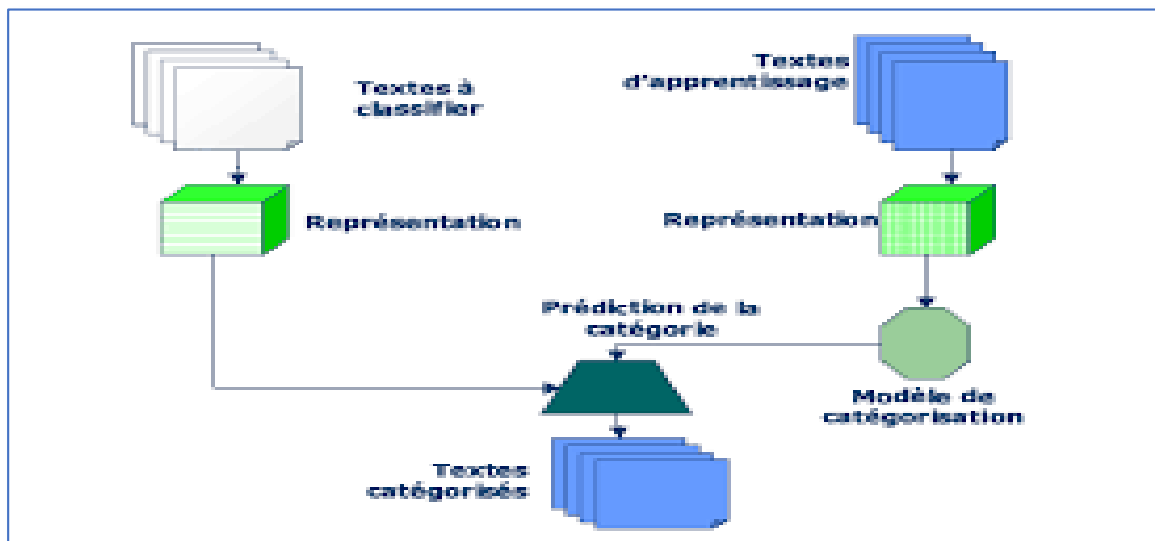 Textes à
classifier
Textes
d'apprentissage
Représentation
Représentation
Prédiction de la
catégorie
Modèle de
catégorisation
Textes
catégorisés